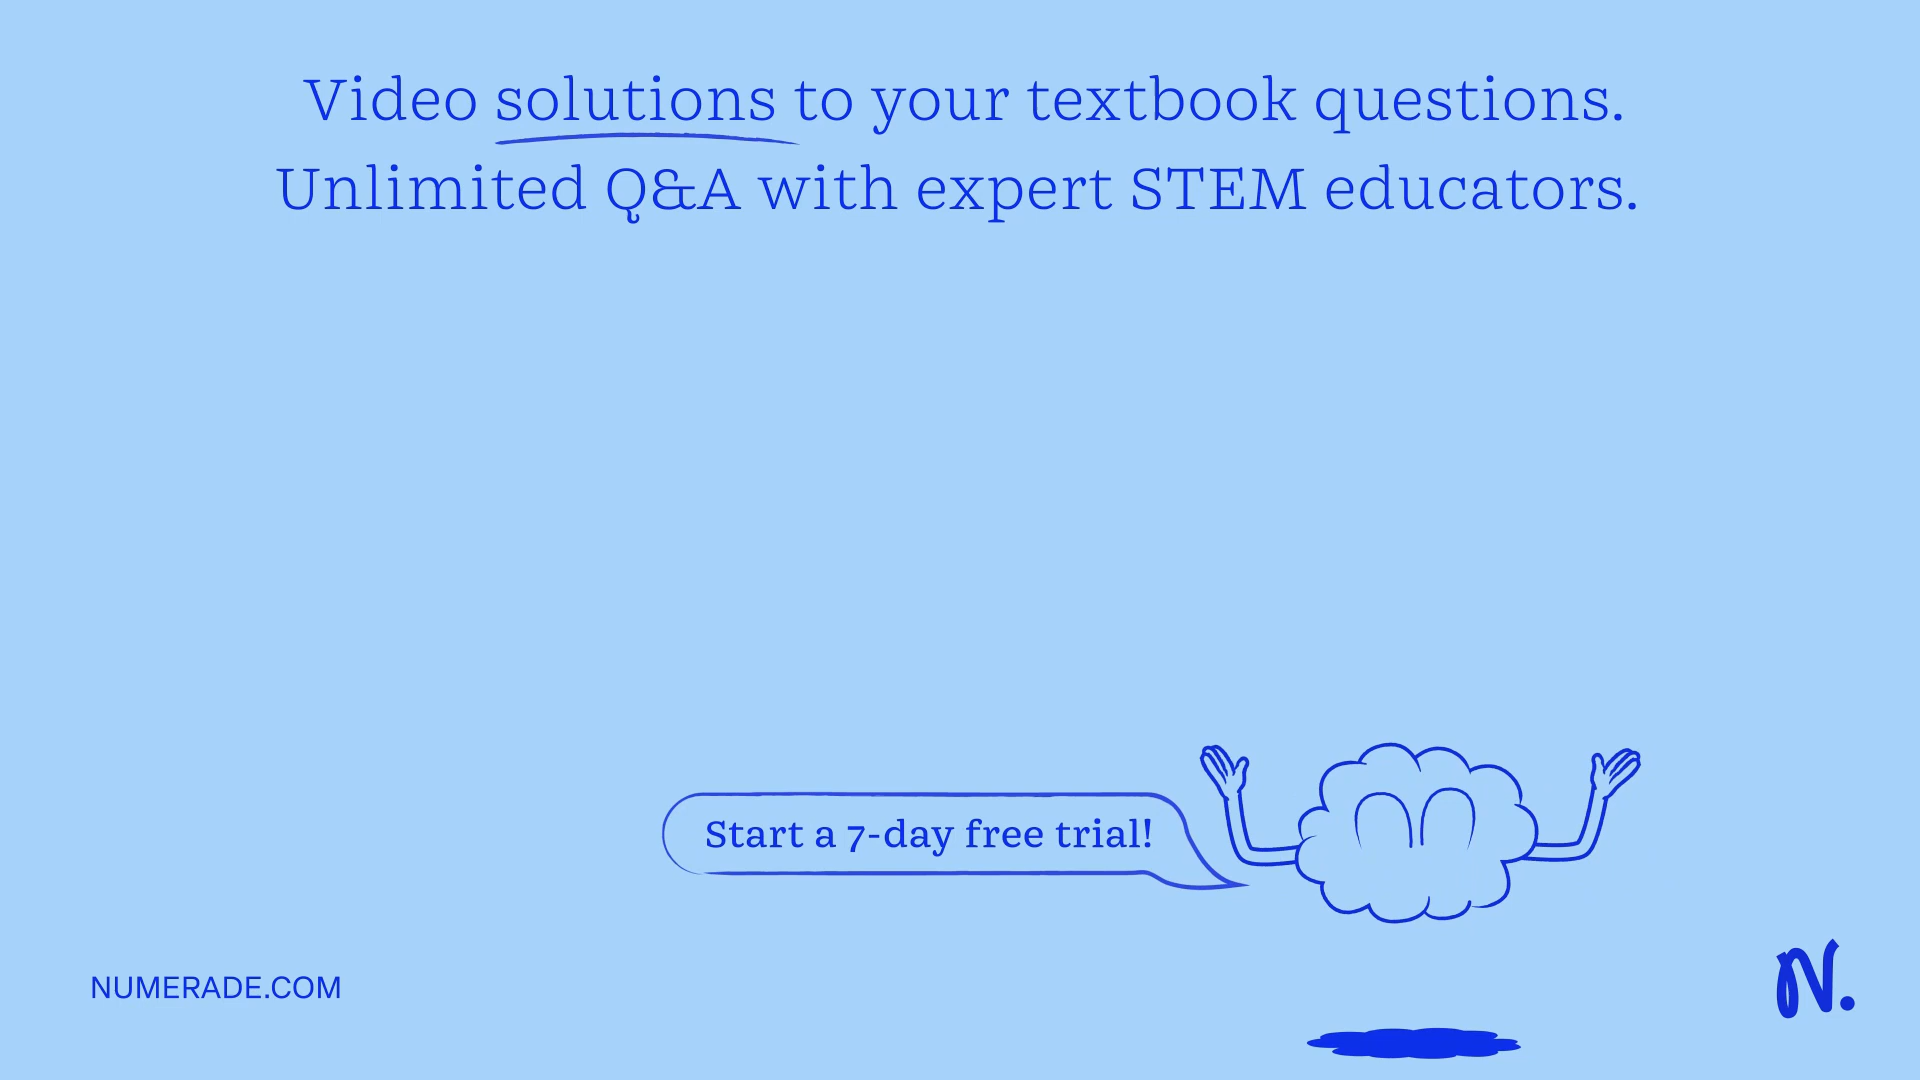 Video solutions to your textbook questions.
Unlimited Q&A with expert STEM educators.
Start a 7-day free trial!
NUMERADE.COM
N.